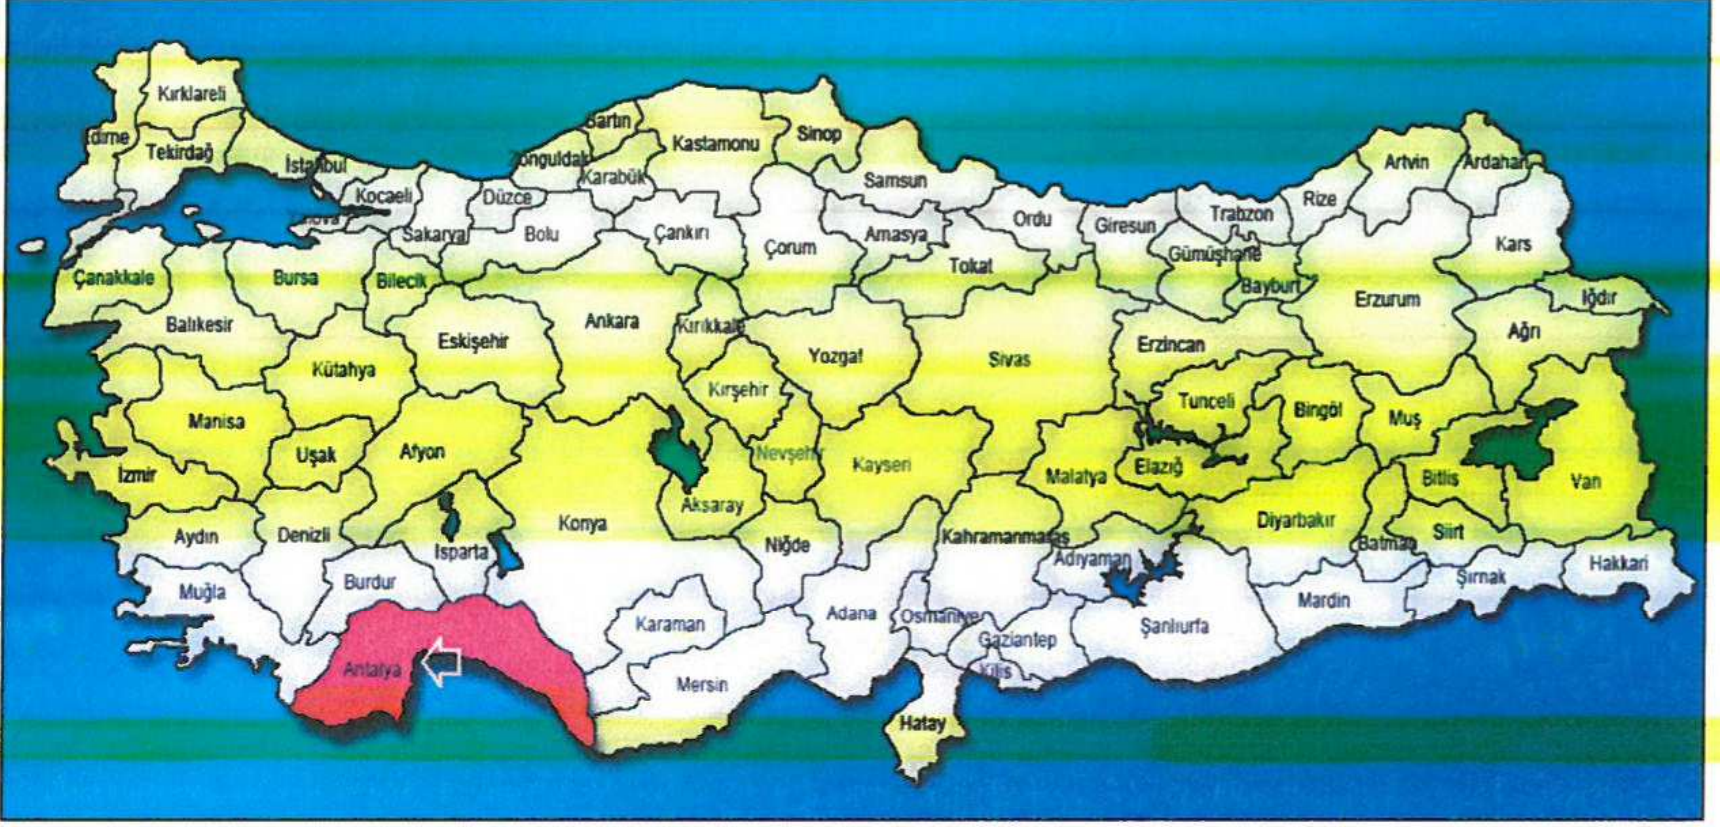 Kırklareli
Edirne
Tekirdağ
İstanbul
Kocaeli
Yalova
Sakarya
Düzce
Bolu
Zonguldak
Bartın
Karabük
Kastamonu
Sinop
Çankırı
Samsun
Çorum
Amasya
Tokat
Ordu
Giresun
Trabzon
Gümüşhane
Bayburt
Rize
Artvin
Ardahan
Kars
Iğdır
Ağrı
Erzurum
Erzincan
Çanakkale
Balıkesir
Bursa
Bilecik
Kütahya
Eskişehir
Ankara
Kırıkkale
Kırşehir
Yozgat
Sivas
Tunceli
Bingöl
Muş
Manisa
İzmir
Uşak
Afyon
Konya
Aksaray
Nevşehir
Kayseri
Malatya
Elazığ
Diyarbakır
Bitlis
Van
Aydın
Denizli
Isparta
Niğde
Kahramanmaraş
Adıyaman
Batman
Siirt
Şırnak
Hakkari
Muğla
Burdur
Antalya
Karaman
Mersin
Adana
Osmaniye
Gaziantep
Kilis
Şanlıurfa
Mardin
Hatay